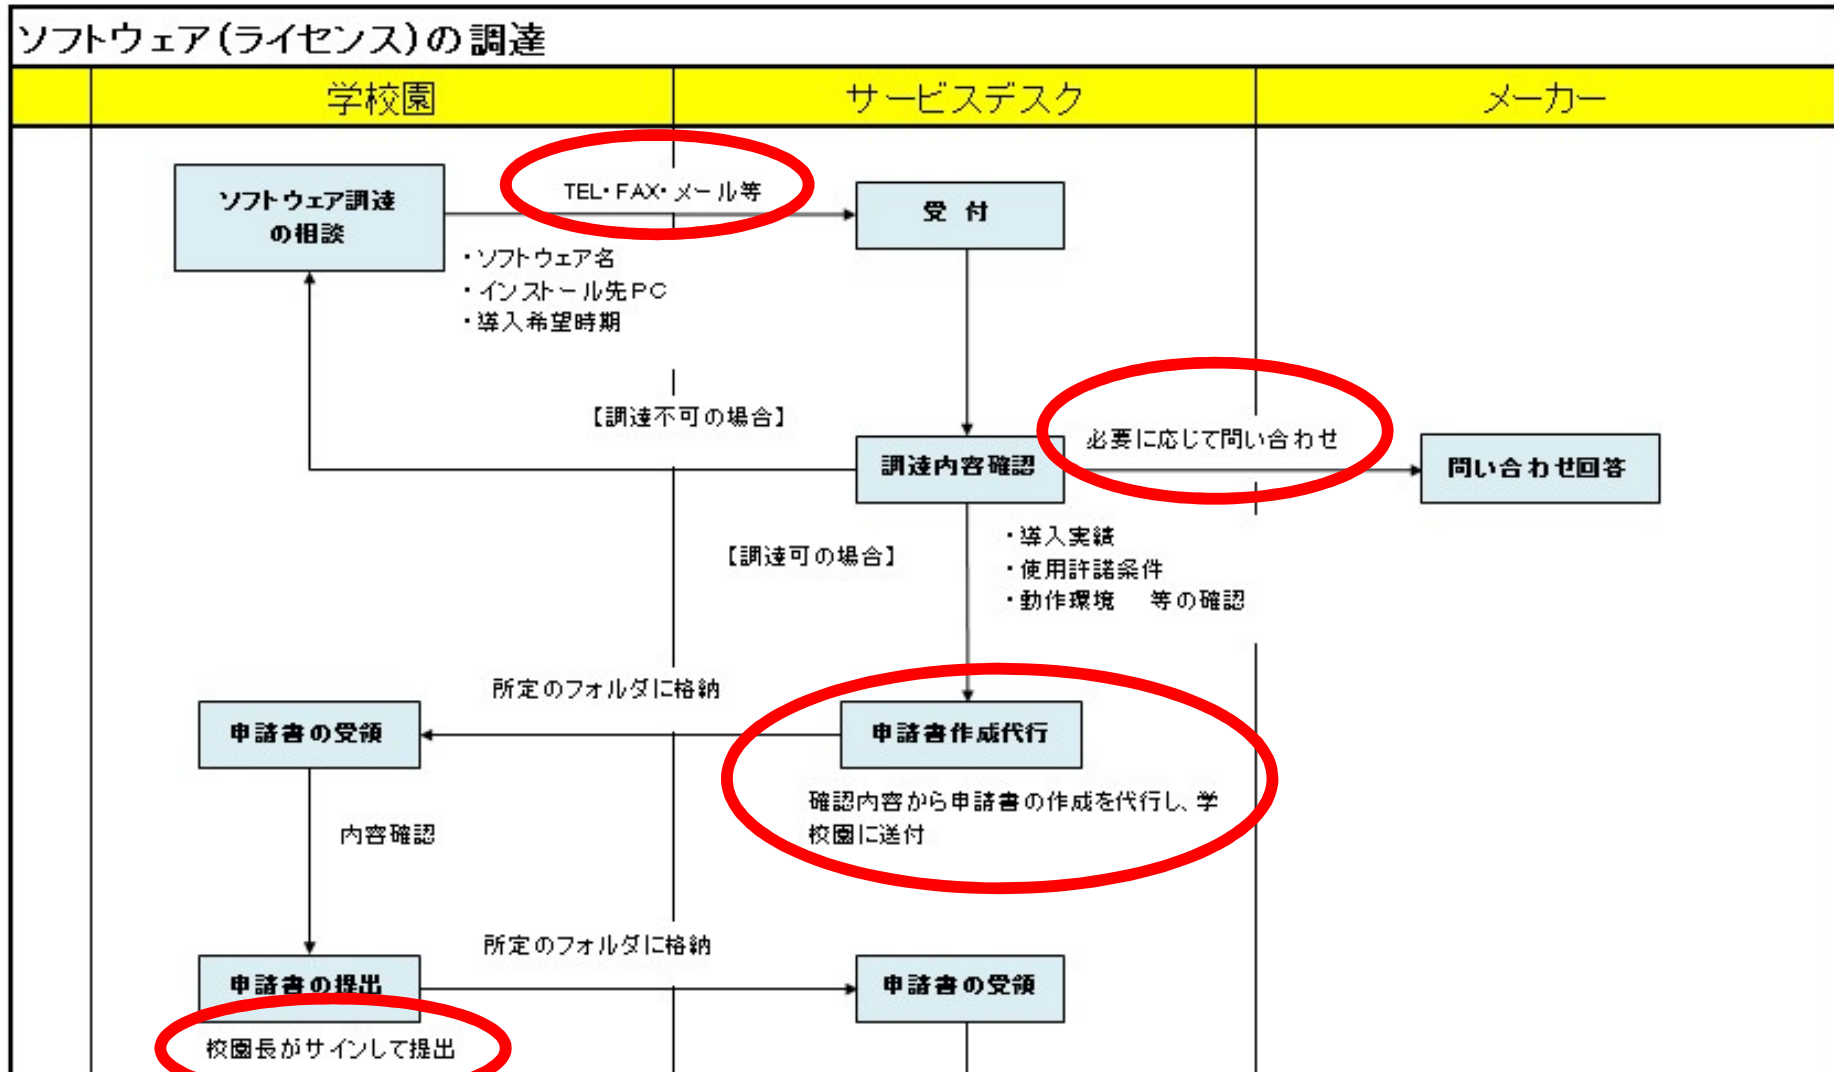 ソフトウェア(ライセンス)の調達
学校園
サービスデスク
メーカー
ソフトウェア調達
の相談
TEL・FAX・メール等
受 付
・ソフトウェア名
・インストール先PC
・導入希望時期
【調達不可の場合】
調達内容確認
必要に応じて問い合わせ
問い合わせ回答
【調達可の場合】
・導入実績
・使用許諾条件
・動作環境 等の確認
所定のフォルダに格納
申請書の受領
申請書作成代行
確認内容から申請書の作成を代行し、学
校園に送付
内容確認
所定のフォルダに格納
申請書の提出
申請書の受領
校園長がサインして提出